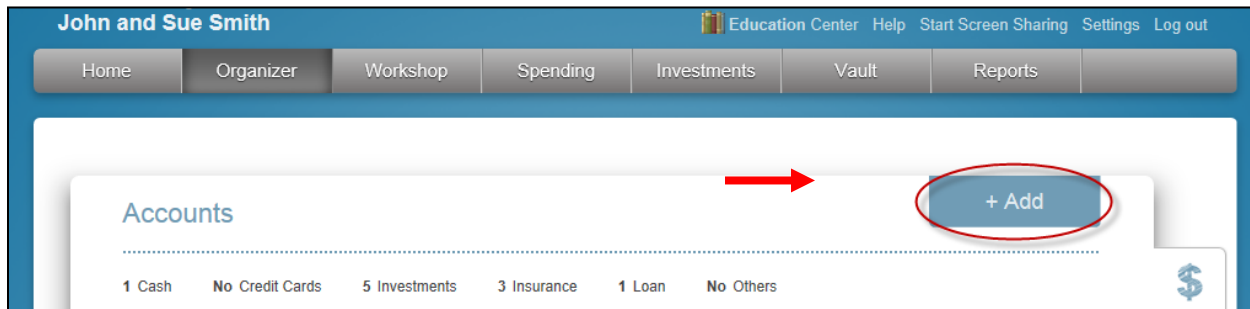 John and Sue Smith
Education Center Help Start Screen Sharing Settings Log out
Home Organizer Workshop Spending Investments Vault Reports
+ Add
Accounts
1 Cash No Credit Cards 5 Investments 3 Insurance 1 Loan No Others
$